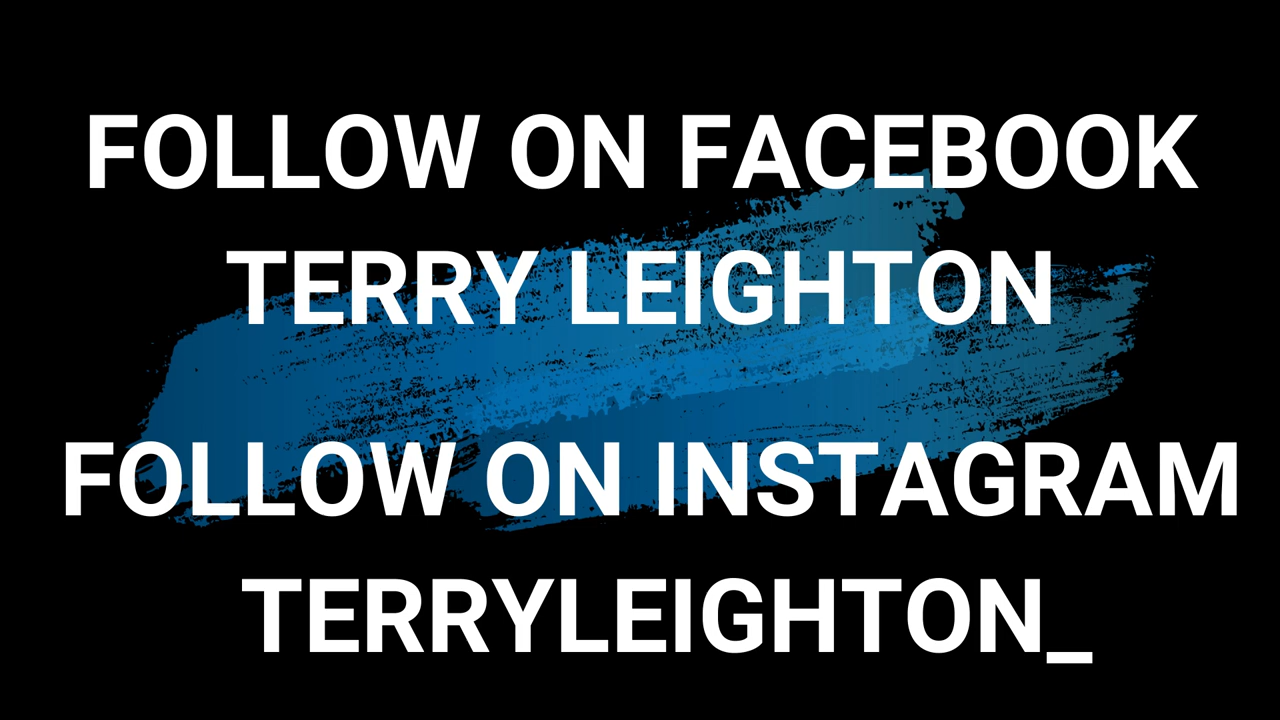 FOLLOW ON FACEBOOK
TERRY LEIGHTON
FOLLOW ON INSTAGRAM
TERRYLEIGHTON_